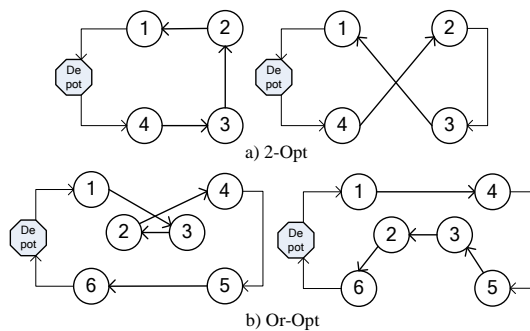 1 2 1 2
De pot De pot
4 3 4 3
a) 2-Opt
1 4 1 4
2 3 2 3
De pot De pot
6 5 6 5
b) Or-Opt